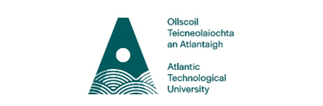 Ollscoil
Teicneolaíochta
an Atlantaigh
Atlantic
Technological
University